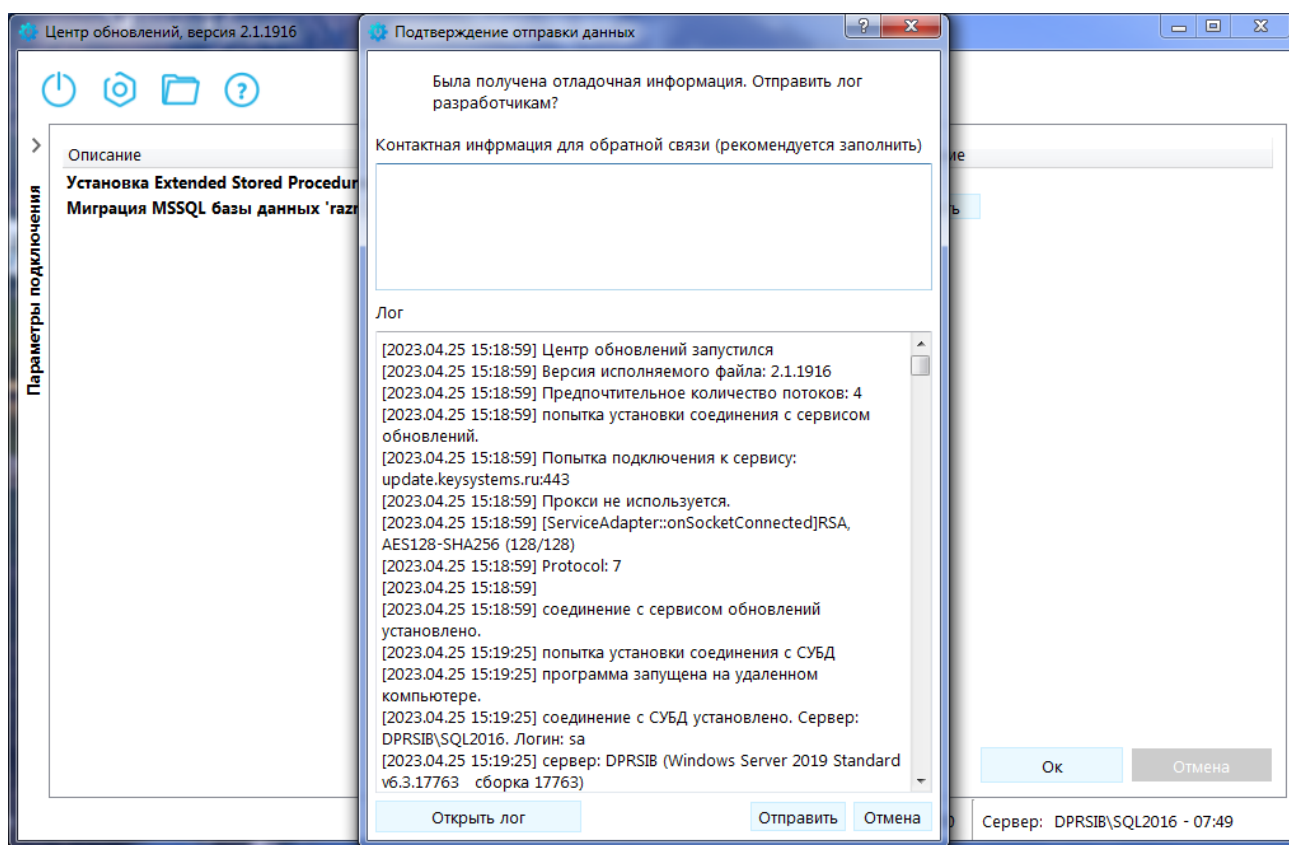 Центр обновлений, версия 2.1.1916
Подтверждение отправки данных
Была получена отладочная информация. Отправить лог
разработчикам?
Контактная инфрмация для обратной связи (рекомендуется заполнить)
Описание
ие
Установка Extended Stored Procedur
Миграция MSSQL базы данных 'razr
ь
Параметры подключения
Лог
[2023.04.25 15:18:59] Центр обновлений запустился
[2023.04.25 15:18:59] Версия исполняемого файла: 2.1.1916
[2023.04.25 15:18:59] Предпочтительное количество потоков: 4
[2023.04.25 15:18:59] попытка установки соединения с сервисом
обновлений.
[2023.04.25 15:18:59] Попытка подключения к сервису:
update.keysystems.ru:443
[2023.04.25 15:18:59] Прокси не используется.
[2023.04.25 15:18:59] [ServiceAdapter::onSocketConnected]RSA,
AES128-SHA256 (128/128)
[2023.04.25 15:18:59] Protocol: 7
[2023.04.25 15:18:59]
[2023.04.25 15:18:59] соединение с сервисом обновлений
установлено.
[2023.04.25 15:19:25] попытка установки соединения с СУБД
[2023.04.25 15:19:25] программа запущена на удаленном
компьютере.
[2023.04.25 15:19:25] соединение с СУБД установлено. Сервер:
DPRSIB\SQL2016. Логин: sa
[2023.04.25 15:19:25] сервер: DPRSIB (Windows Server 2019 Standard
v6.3.17763 сборка 17763)
Ок
Отмена
Открыть лог
Отправить
Отмена
Сервер: DPRSIB\SQL2016 - 07:49